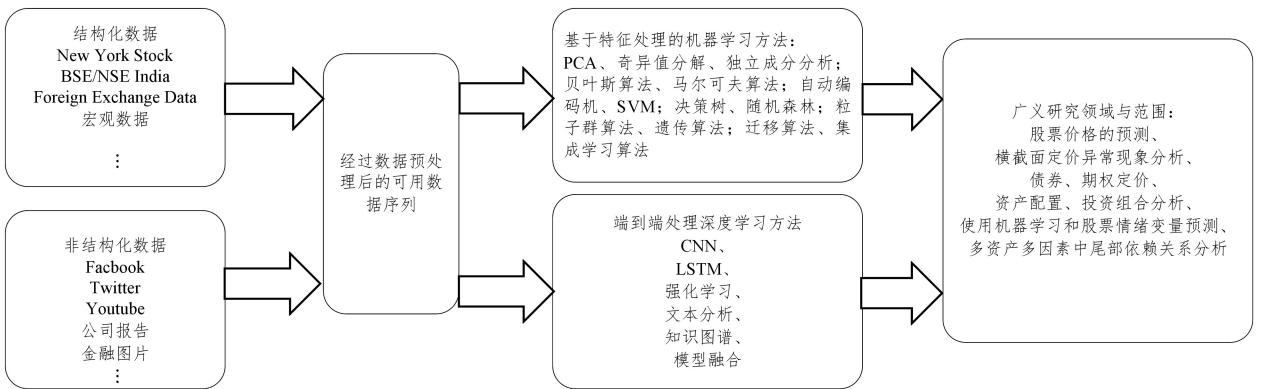 结构化数据
New York Stock
BSE/NSE India
Foreign Exchange Data
宏观数据
⋮
非结构化数据
Facbook
Twitter
Youtube
公司报告
金融图片
⋮
经过数据预处
理后的可用数
据序列
基于特征处理的机器学习方法：
PCA、奇异值分解、独立成分分析；
贝叶斯算法、马尔可夫算法；自动编
码机、SVM；决策树、随机森林；粒
子群算法、遗传算法；迁移算法、集
成学习算法
端到端处理深度学习方法
CNN、
LSTM、
强化学习、
文本分析、
知识图谱、
模型融合
广义研究领域与范围：
股票价格的预测、
横截面定价异常现象分析、
债券、期权定价、
资产配置、投资组合分析、
使用机器学习和股票情绪变量预测、
多资产多因素中尾部依赖关系分析